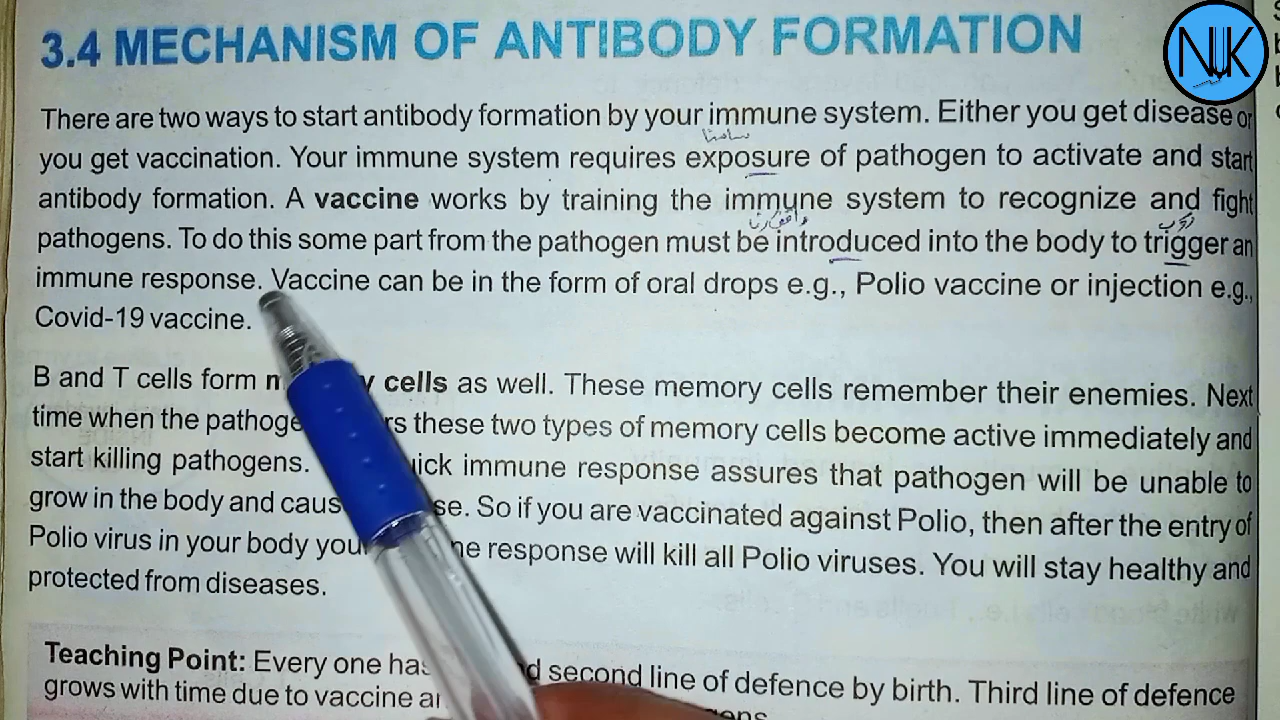 NUK
3.4 MECHANISM OF ANTIBODY FORMATION
There are two ways to start antibody formation by your immune system. Either you get disease or
سامنا
you get vaccination. Your immune system requires exposure of pathogen to activate and start
antibody formation. A vaccine works by training the immune system to recognize and fight
pathogens. To do this some part from the pathogen must be introduced into the body to trigger an
immune response. Vaccine can be in the form of oral drops e.g., Polio vaccine or injection e.g.,
Covid-19 vaccine.
B and T cells form cells as well. These memory cells remember their enemies. Next
time when the these two types of memory cells become active immediately and
start killing pathogens. immune response assures that pathogen will be unable to
grow in the body and So if you are vaccinated against Polio, then after the entry of
Polio virus in your body response will kill all Polio viruses. You will stay healthy and
protected from diseases.
Teaching Point: Every one has second line of defence by birth. Third line of defence
grows with time due to vaccine